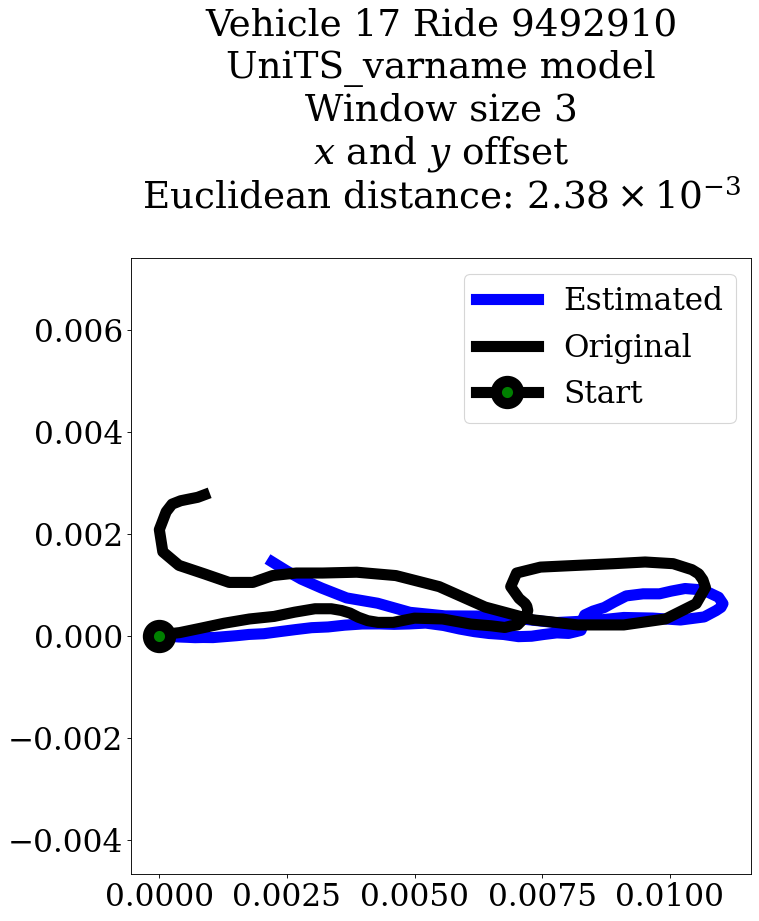 Vehicle 17 Ride 9492910
UniTS_varname model
Window size 3
x and y offset
Euclidean distance: 2.38 × 10⁻³
Estimated
Original
Start
0.006
0.004
0.002
0.000
−0.002
−0.004
0.0000 0.0025 0.0050 0.0075 0.0100